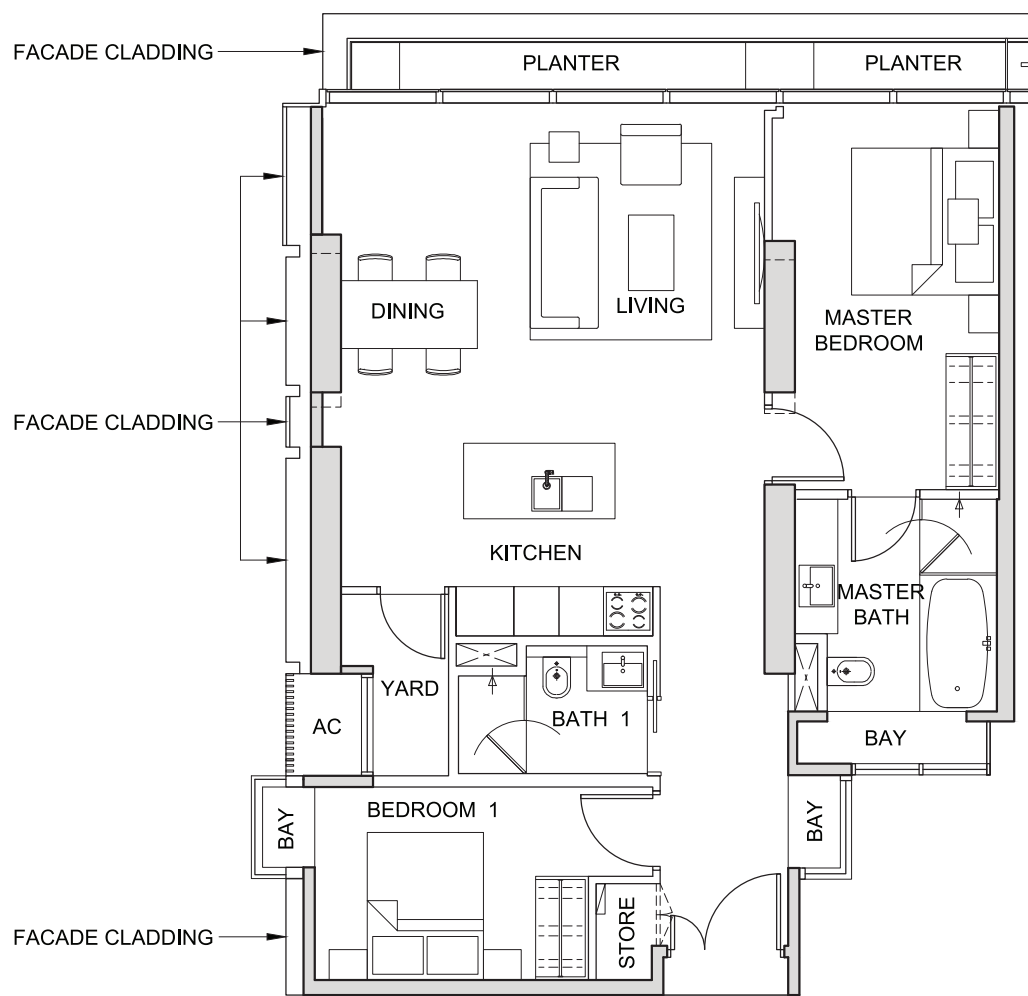 FACADE CLADDING
PLANTER
PLANTER
DINING
LIVING
MASTER
BEDROOM
FACADE CLADDING
KITCHEN
MASTER
BATH
YARD
AC
BATH 1
BAY
BEDROOM 1
BAY
BAY
STORE
FACADE CLADDING